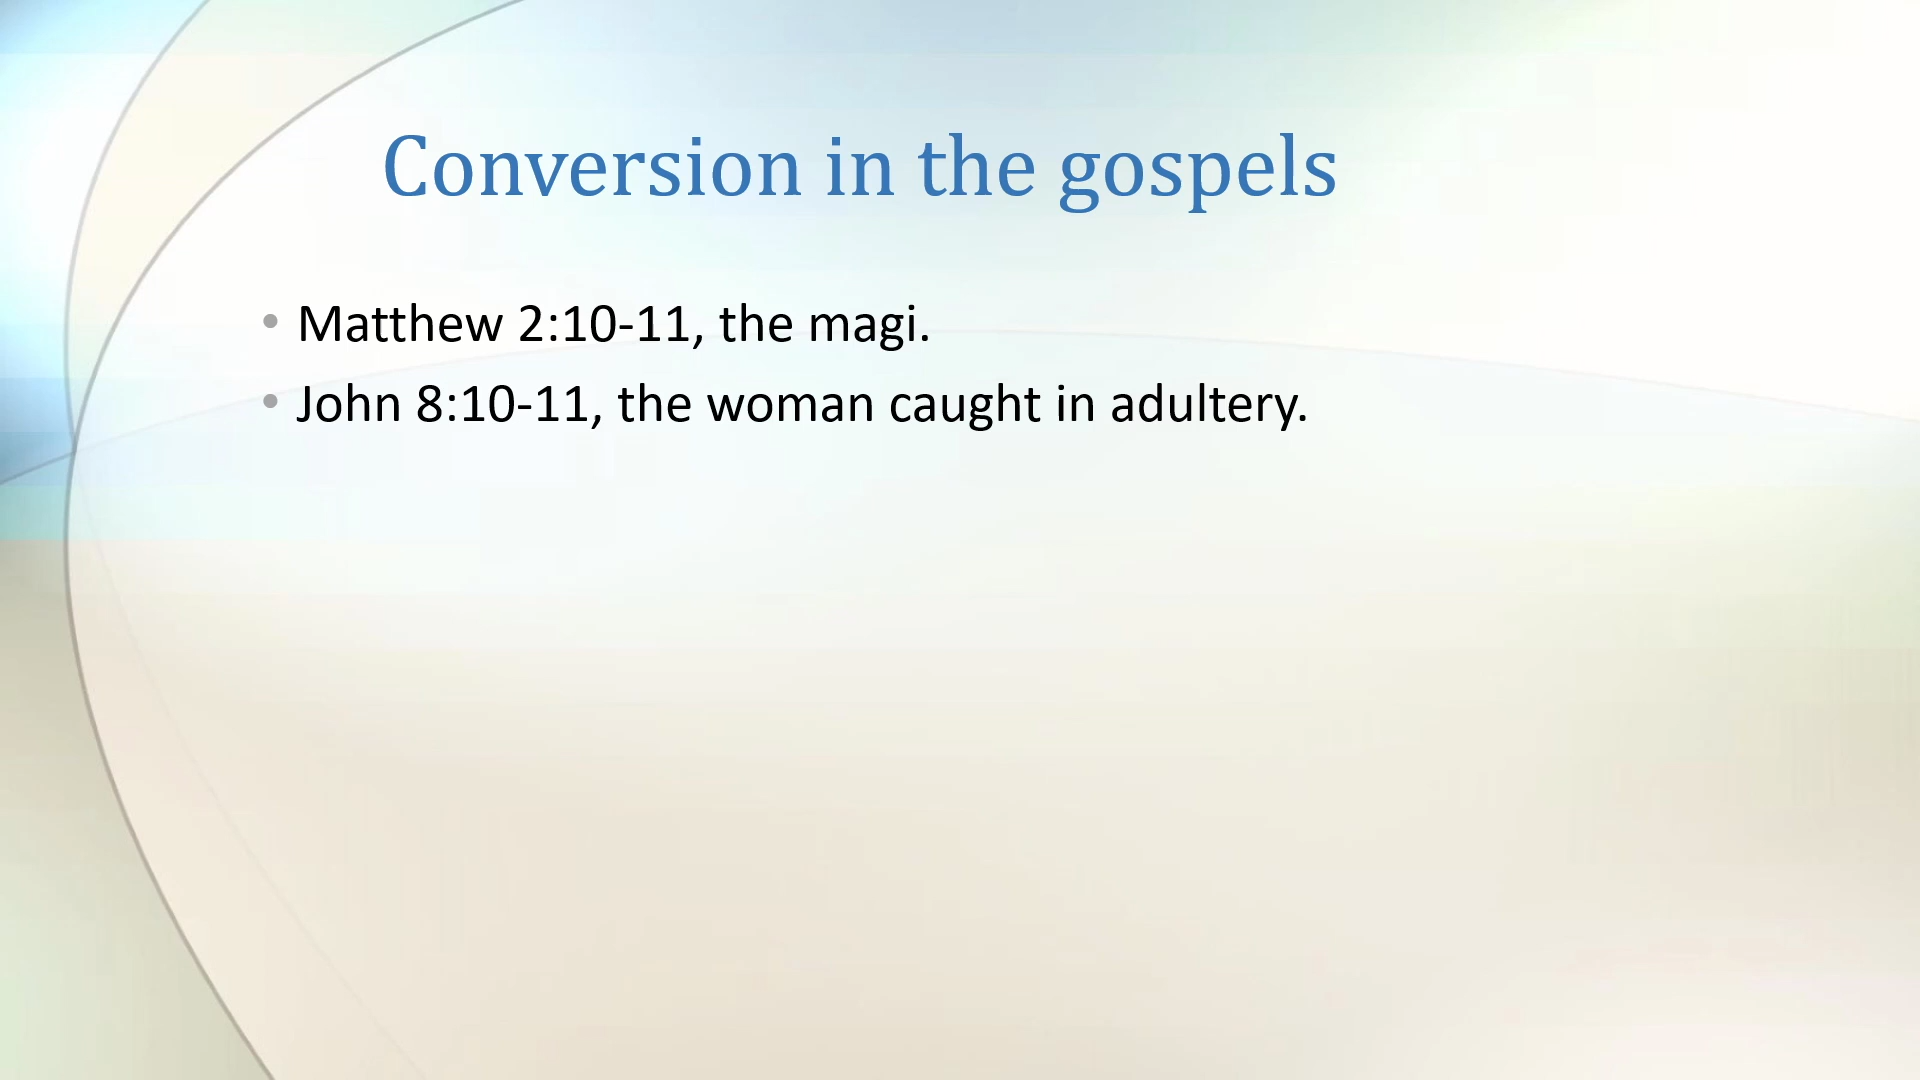 Conversion in the gospels
• Matthew 2:10-11, the magi.
• John 8:10-11, the woman caught in adultery.